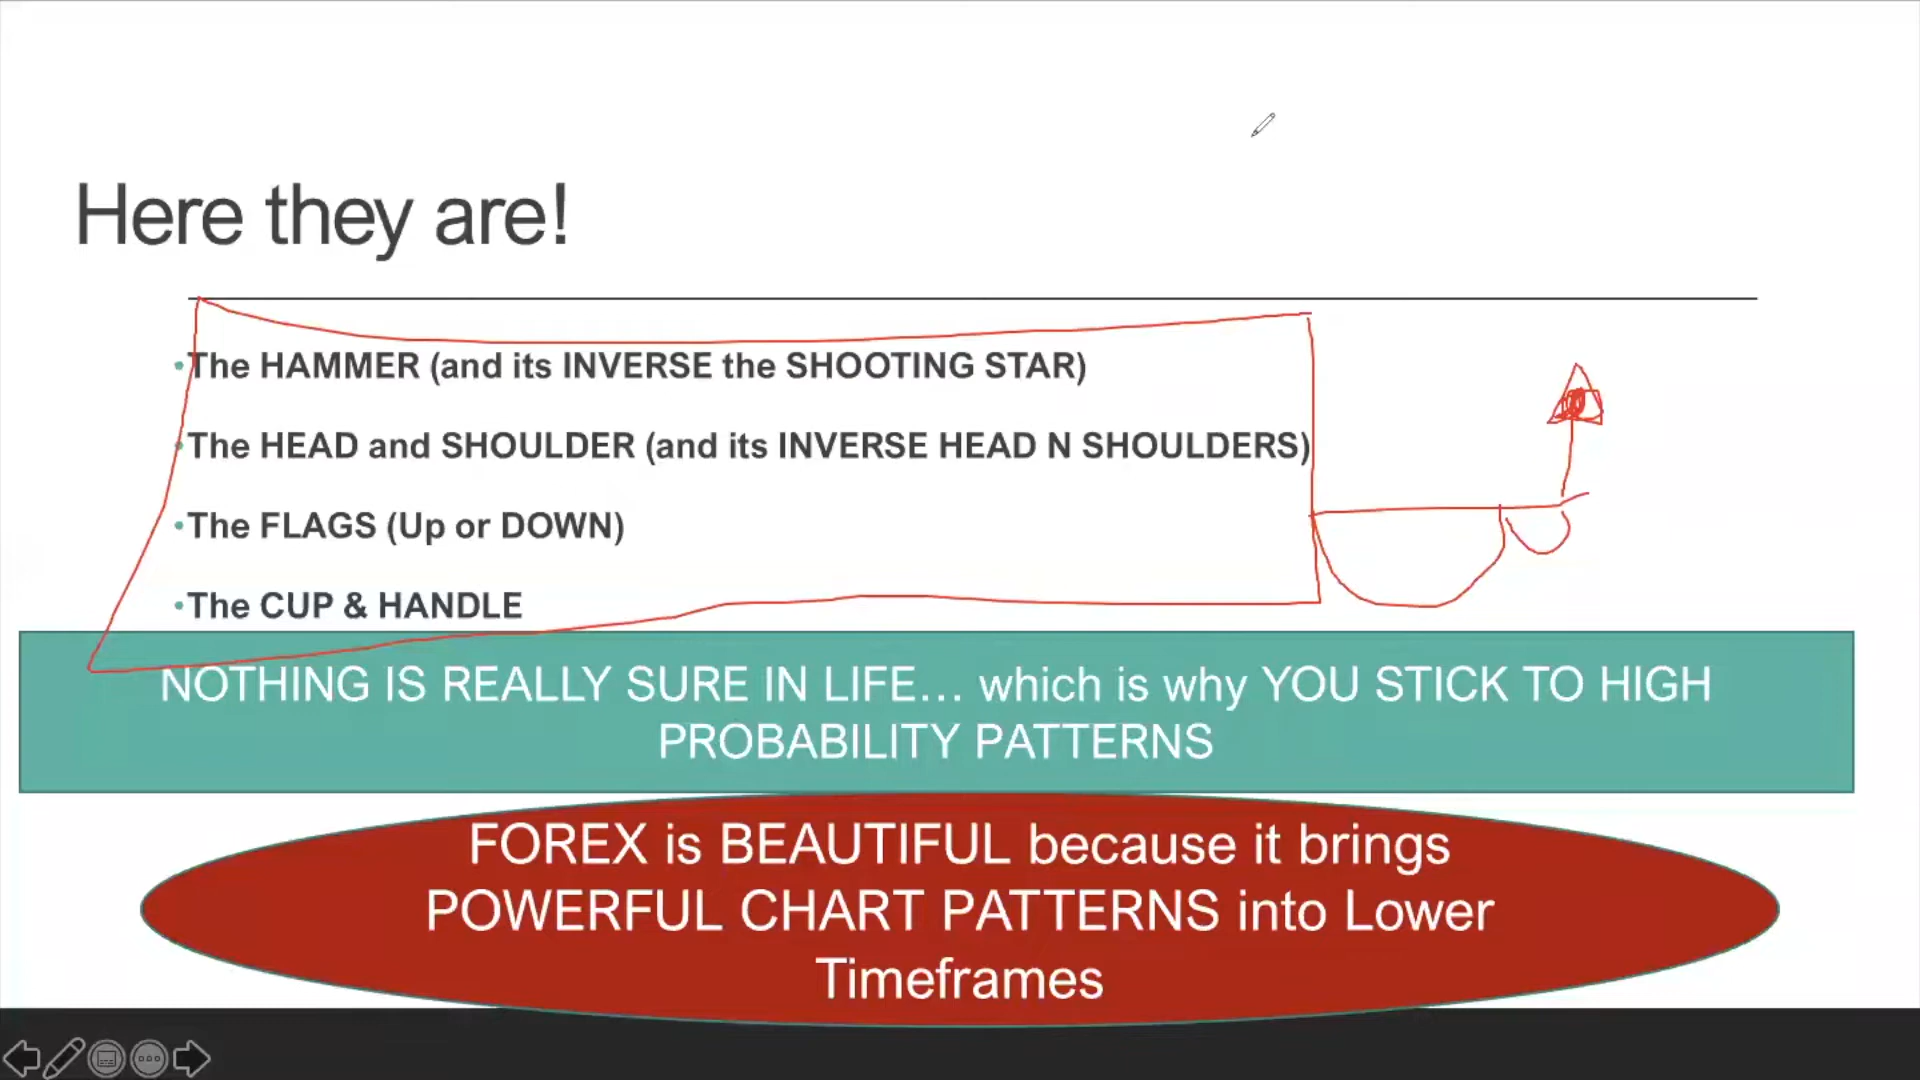 Here they are!
•The HAMMER (and its INVERSE the SHOOTING STAR)
•The HEAD and SHOULDER (and its INVERSE HEAD N SHOULDERS)
•The FLAGS (Up or DOWN)
•The CUP & HANDLE
NOTHING IS REALLY SURE IN LIFE... which is why YOU STICK TO HIGH
PROBABILITY PATTERNS
FOREX is BEAUTIFUL because it brings
POWERFUL CHART PATTERNS into Lower
Timeframes